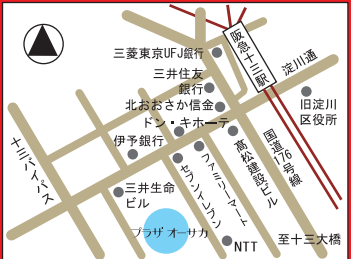 三菱東京UFJ銀行
阪急十三駅
淀川通
三井住友
銀行
北おおさか信金
旧淀川
区役所
ドン・キホーテ
伊予銀行
十三バイパス
国道176号線
髙松建設ビル
ファミリーマート
セブンイレブン
三井生命
ビル
プラザ オーサカ
NTT
至十三大橋